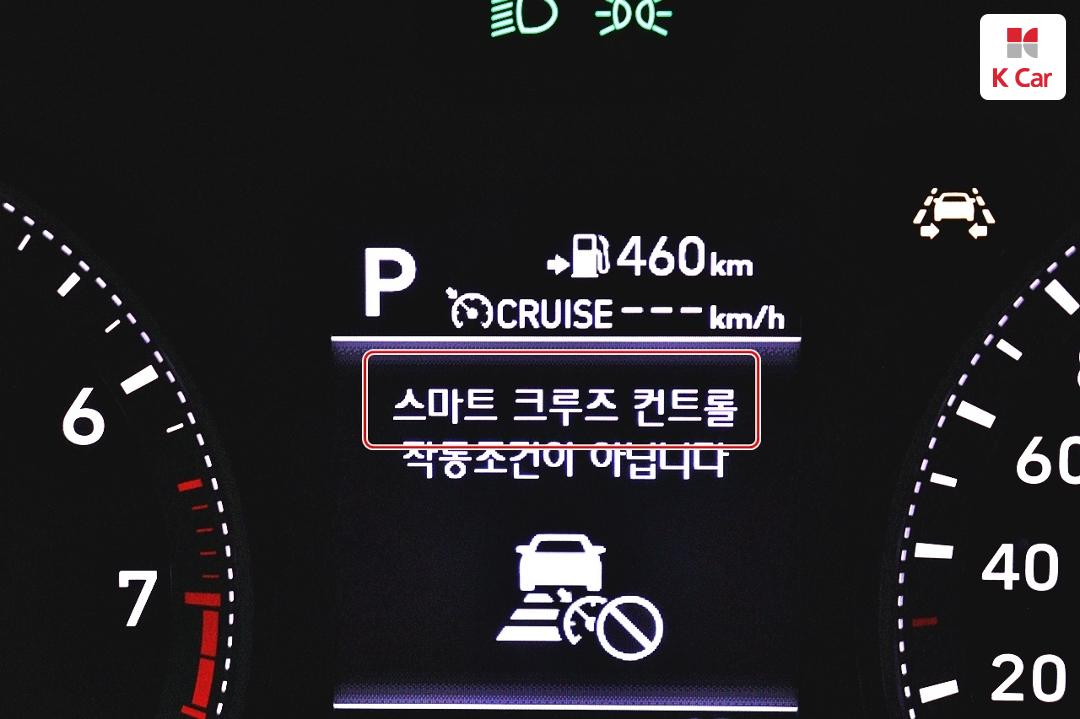 K Car
P
460km
CRUISE ---km/h
스마트 크루즈 컨트롤
작동조건이 아닙니다
6
7
60
40
20